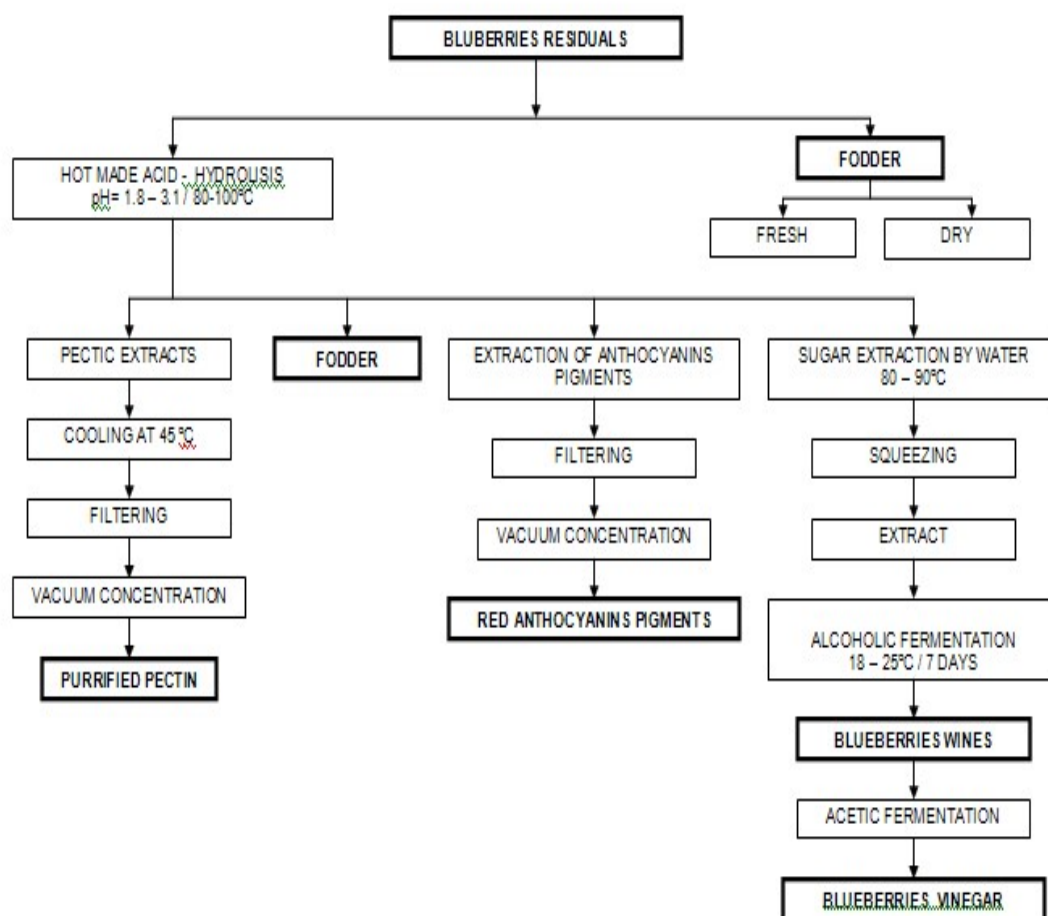 BLUBERRIES RESIDUALS
HOT MADE ACID - HYDROLISIS
pH= 1.8 – 3.1 / 80-100ºC
FODDER
FRESH
DRY
PECTIC EXTRACTS
FODDER
EXTRACTION OF ANTHOCYANINS
PIGMENTS
SUGAR EXTRACTION BY WATER
80 – 90ºC
COOLING AT 45 ºC
FILTERING
SQUEEZING
FILTERING
VACUUM CONCENTRATION
EXTRACT
VACUUM CONCENTRATION
RED ANTHOCYANINS PIGMENTS
ALCOHOLIC FERMENTATION
18 – 25ºC / 7 DAYS
PURRIFIED PECTIN
BLUEBERRIES WINES
ACETIC FERMENTATION
BLUEBERRIES VINEGAR